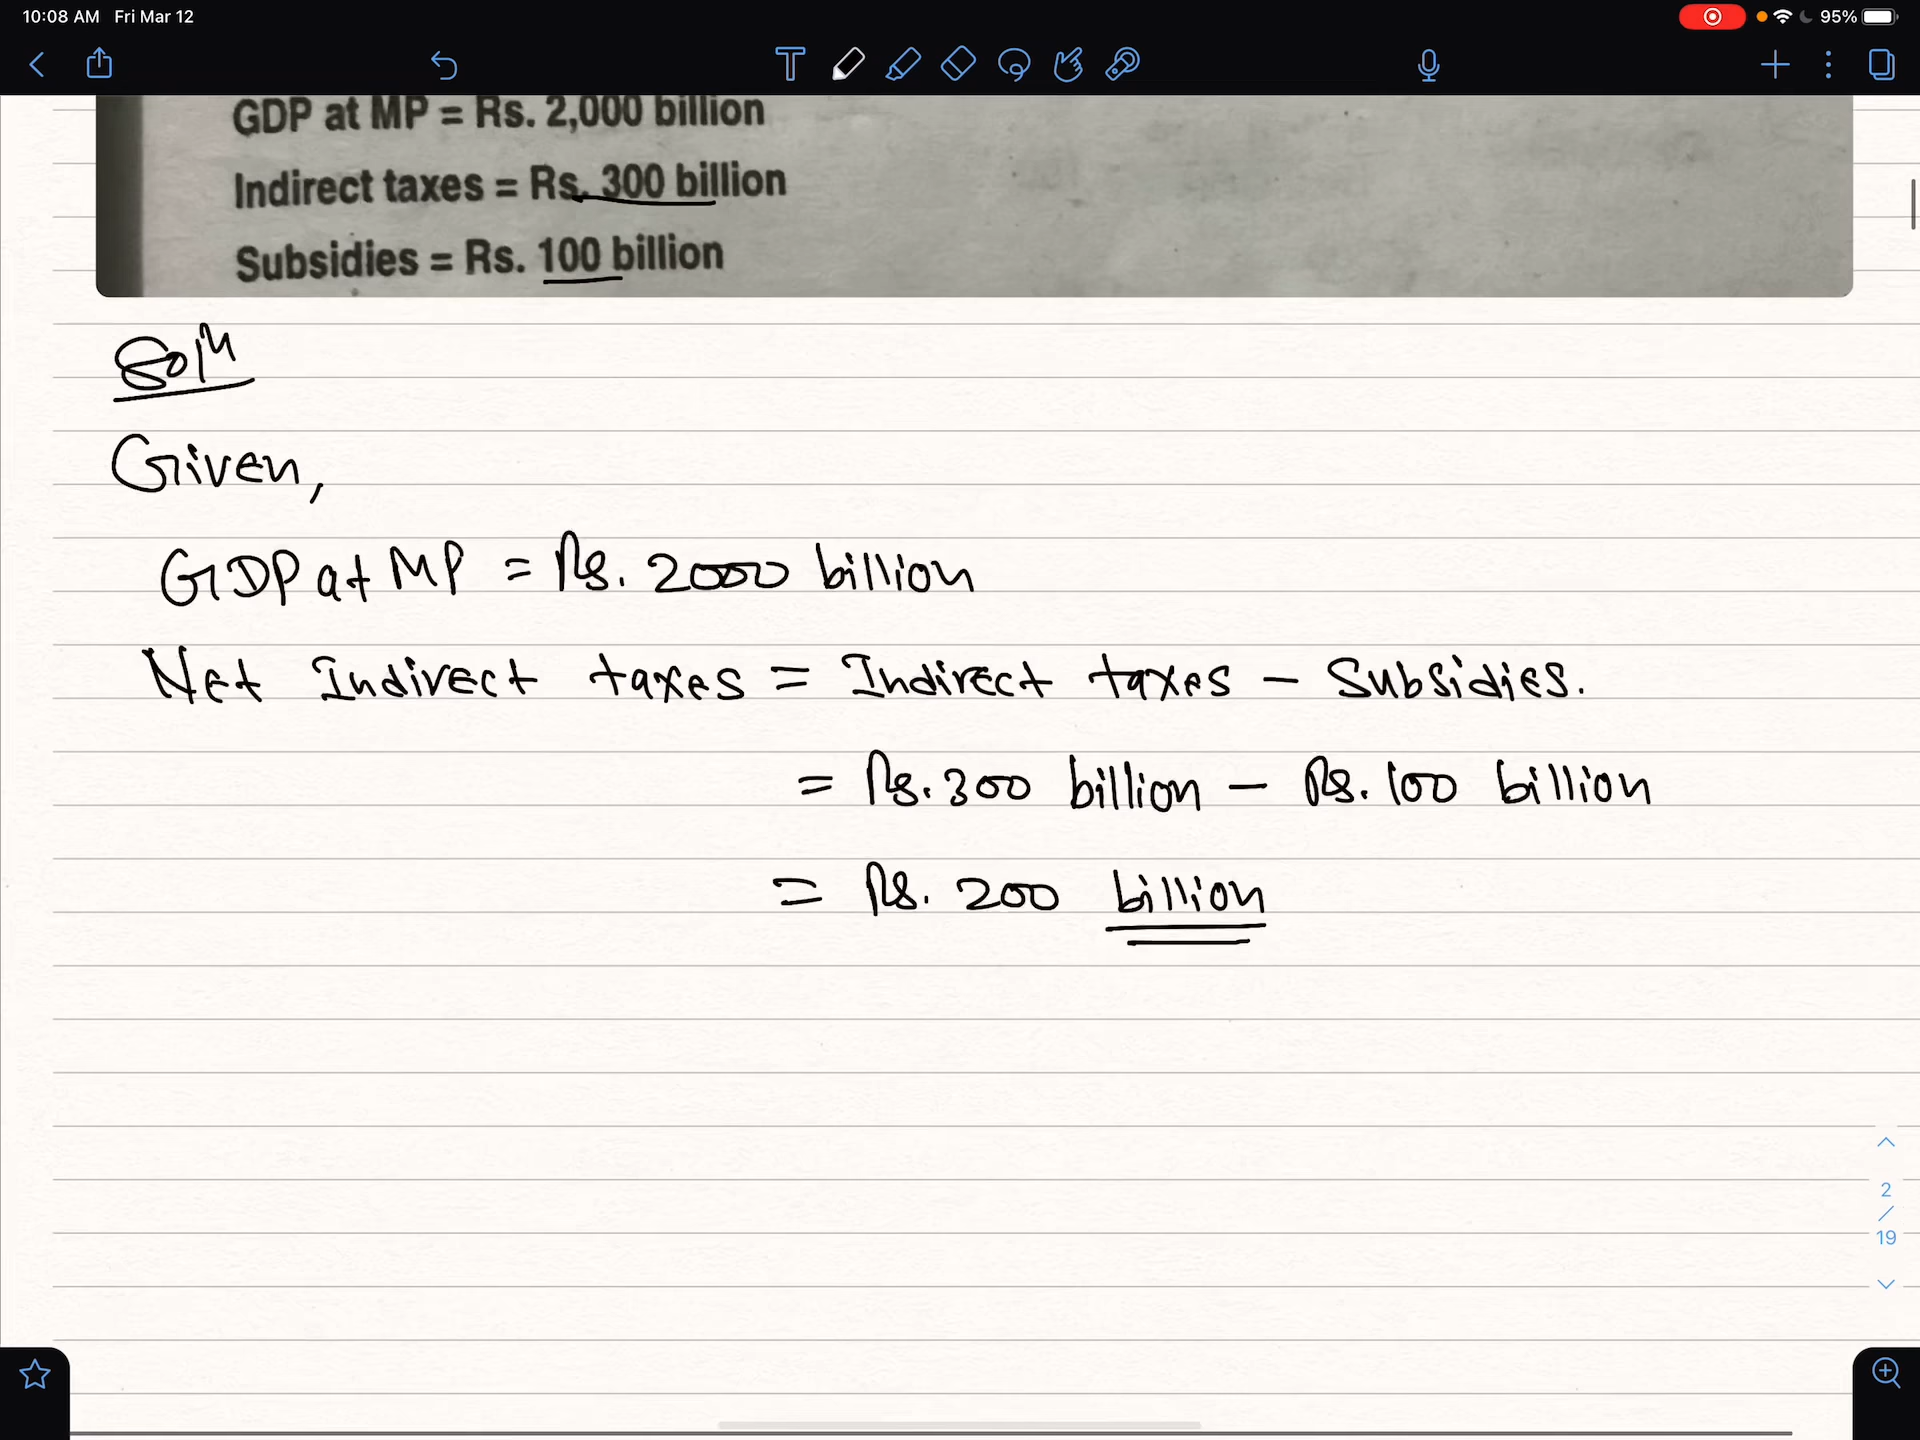 10:08 AM Fri Mar 12
95%
GDP at MP = Rs. 2,000 billion
Indirect taxes = Rs. 300 billion
Subsidies = Rs. 100 billion
Solⁿ
Given,
GDP at MP = Rs. 2000 billion
Net Indirect taxes = Indirect taxes - Subsidies.
= Rs. 300 billion - Rs. 100 billion
= Rs. 200 billion
2
/
19